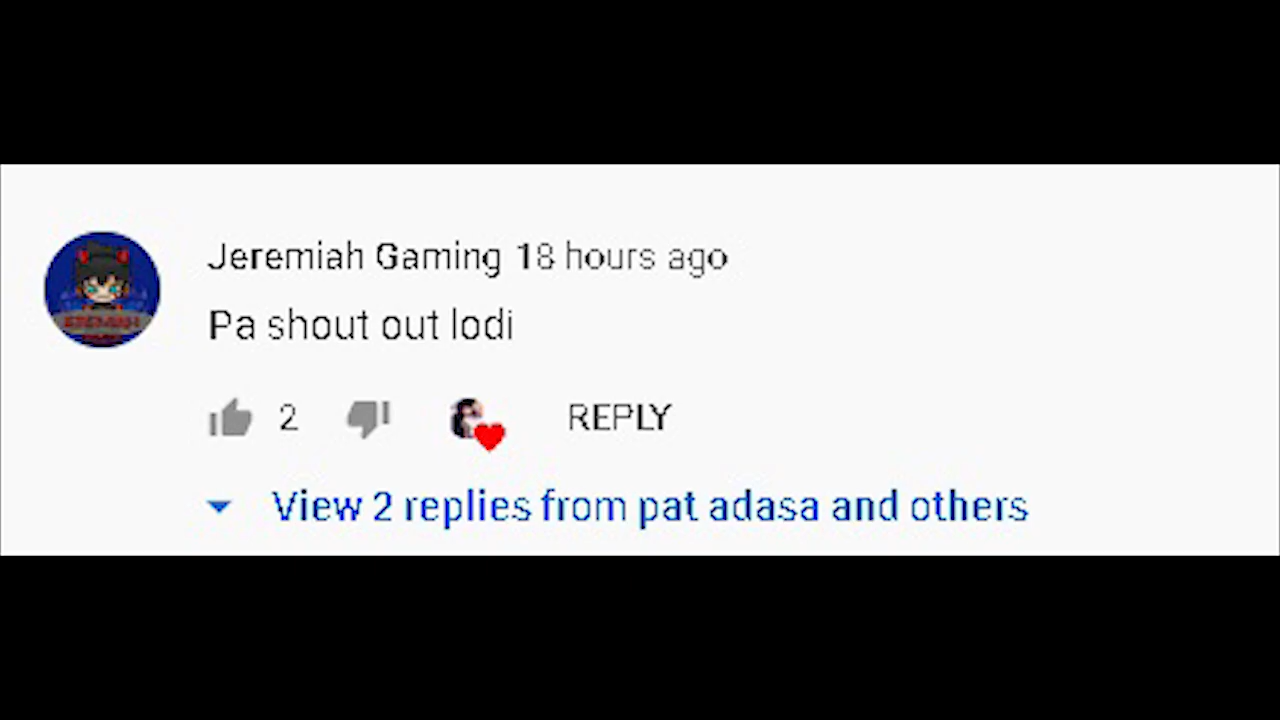 Jeremiah Gaming 18 hours ago
Pa shout out lodi
2 REPLY
View 2 replies from pat adasa and others